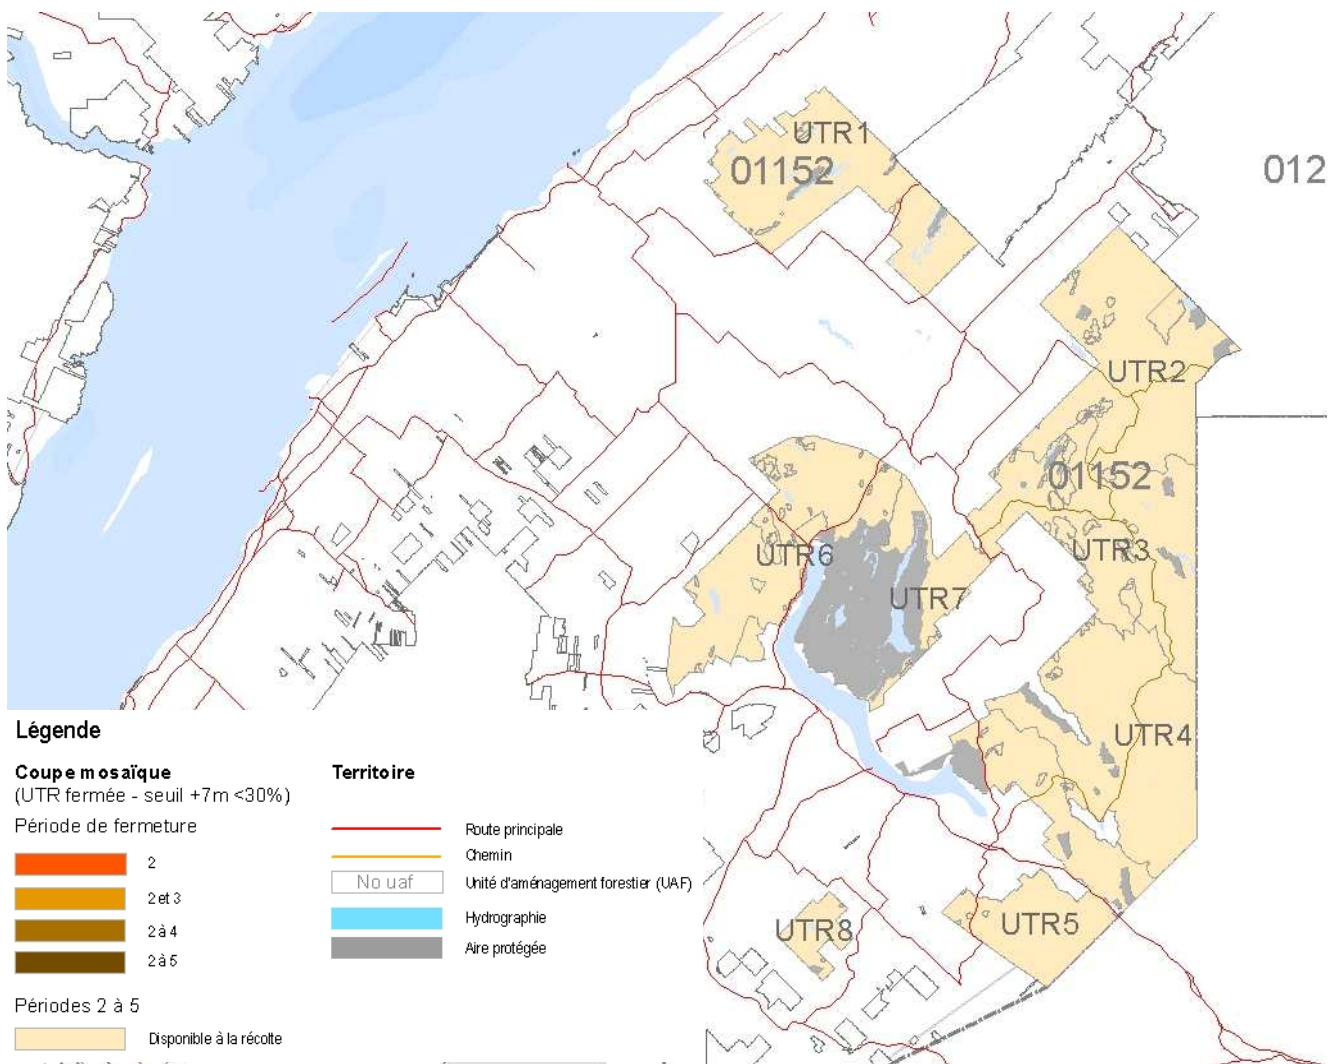 UTR1
01152
012
UTR2
01152
UTR3
UTR6
UTR7
UTR4
UTR8
UTR5
Légende
Coupe mosaïque
(UTR fermée - seuil +7m <30%)
Période de fermeture
2
2 et 3
2 à 4
2 à 5
Périodes 2 à 5
Disponible à la récolte
Territoire
Route principale
Chemin
No uaf
Unité d'aménagement forestier (UAF)
Hydrographie
Aire protégée